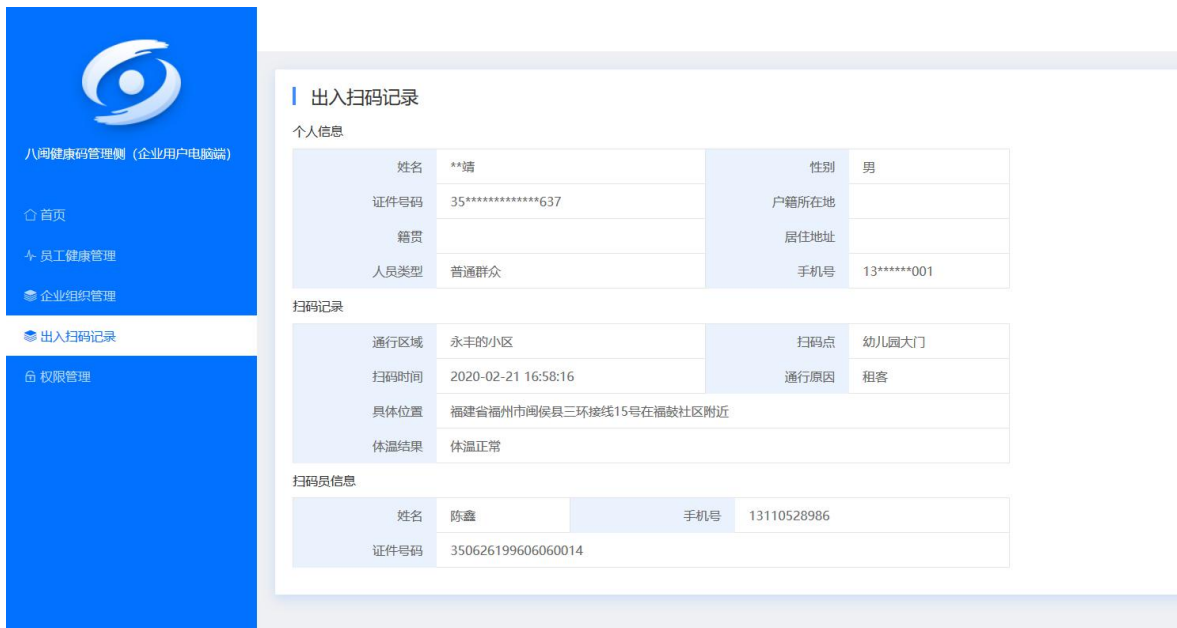 八闽健康码管理侧（企业用户电脑端）
首页
员工健康管理
企业组织管理
出入扫码记录
权限管理
出入扫码记录
个人信息
姓名 **婧 性别 男
证件号码 35*************637 户籍所在地
籍贯 居住地址
人员类型 普通群众 手机号 13******001
扫码记录
通行区域 永丰的小区 扫码点 幼儿园大门
扫码时间 2020-02-21 16:58:16 通行原因 租客
具体位置 福建省福州市闽侯县三环接线15号在福鼓社区附近
体温结果 体温正常
扫码员信息
姓名 陈鑫 手机号 13110528986
证件号码 350626199606060014